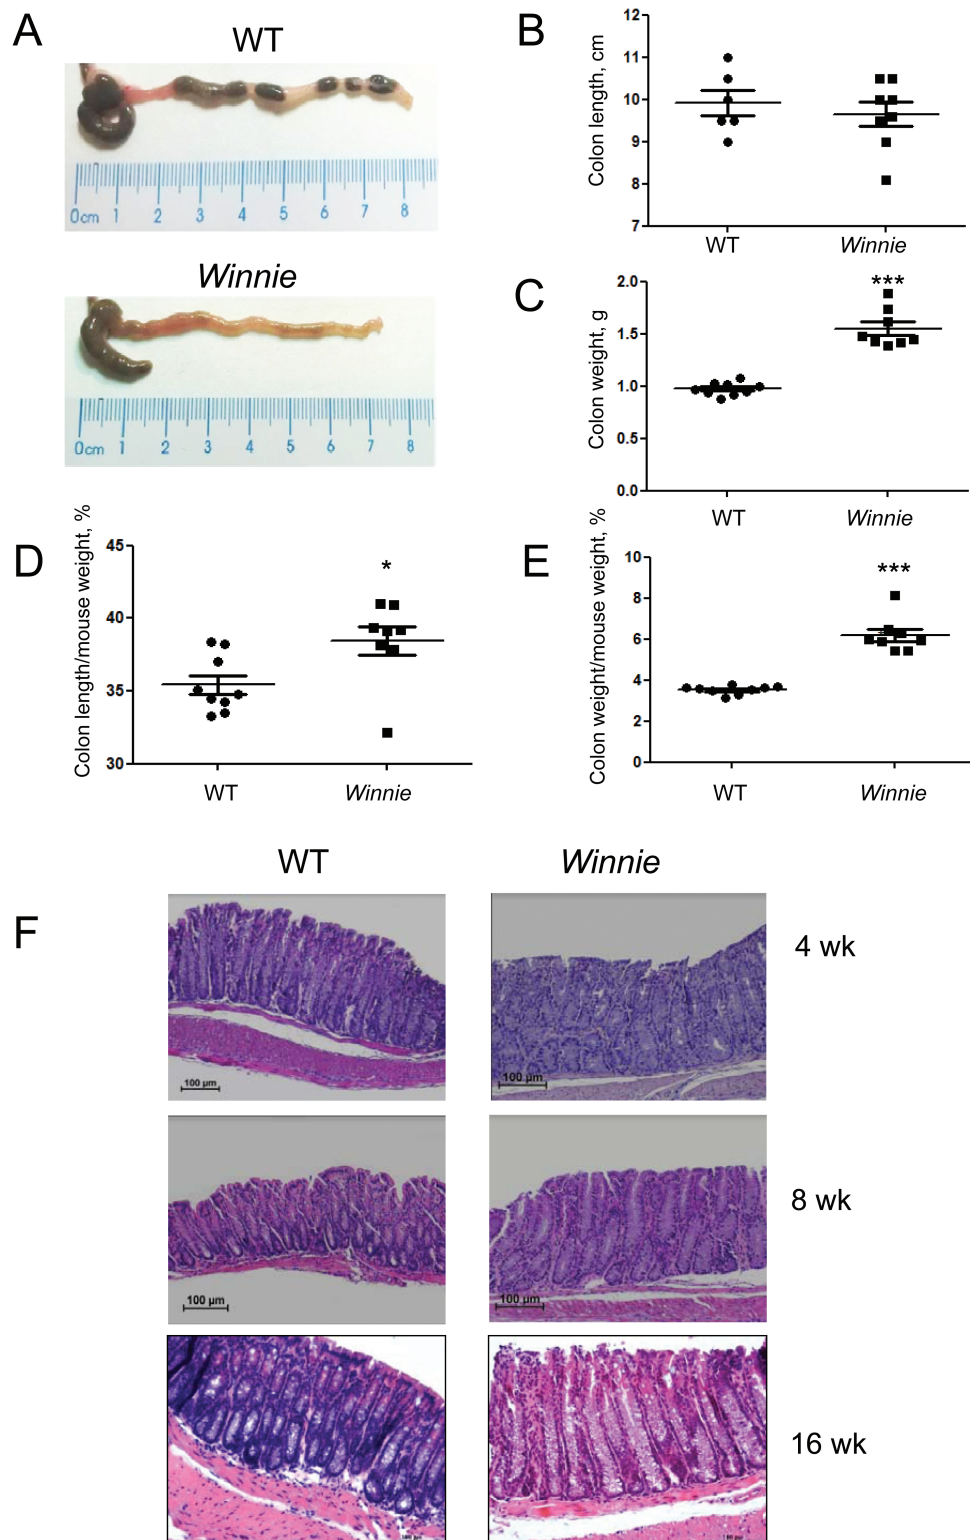 A
WT
0cm 1 2 3 4 5 6 7 8
Winnie
0cm 1 2 3 4 5 6 7 8
B
Colon length, cm
12
11
10
9
8
7
WT Winnie
C
Colon weight, g
2.0
1.5
1.0
0.5
0.0
***
WT Winnie
D
Colon length/mouse weight, %
45
40
35
30
*
WT Winnie
E
Colon weight/mouse weight, %
10
8
6
4
2
0
***
WT Winnie
F
WT Winnie
100 µm
100 µm
4 wk
100 µm
100 µm
8 wk
16 wk